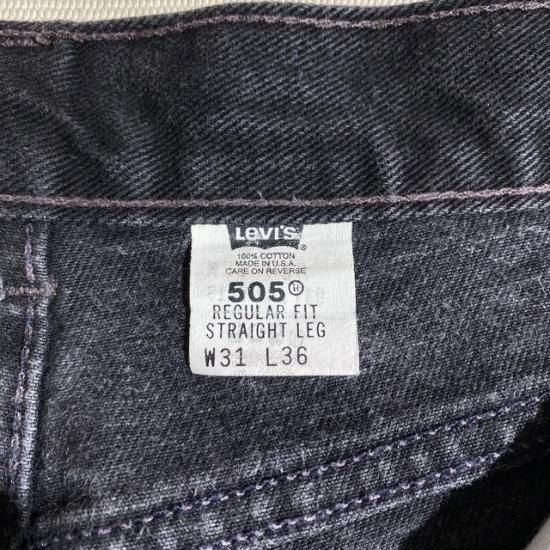 LEVI'S ®
100% COTTON
MADE IN U.S.A.
CARE ON REVERSE
505 ®
REGULAR FIT
STRAIGHT LEG
W31 L36